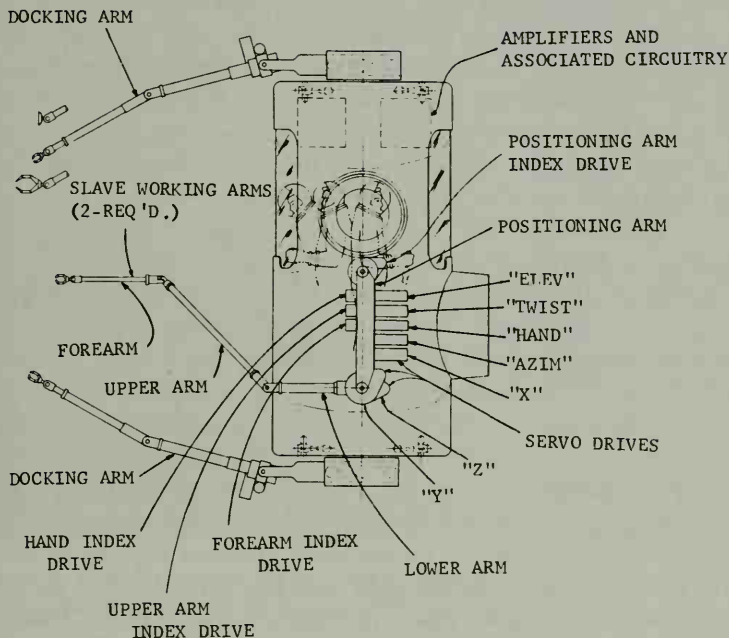 DOCKING ARM
AMPLIFIERS AND
ASSOCIATED CIRCUITRY
POSITIONING ARM
INDEX DRIVE
SLAVE WORKING ARMS
(2-REQ'D.)
POSITIONING ARM
"ELEV"
"TWIST"
"HAND"
"AZIM"
"X"
FOREARM
UPPER ARM
SERVO DRIVES
"Z"
DOCKING ARM
"Y"
HAND INDEX
DRIVE
FOREARM INDEX
DRIVE
LOWER ARM
UPPER ARM
INDEX DRIVE